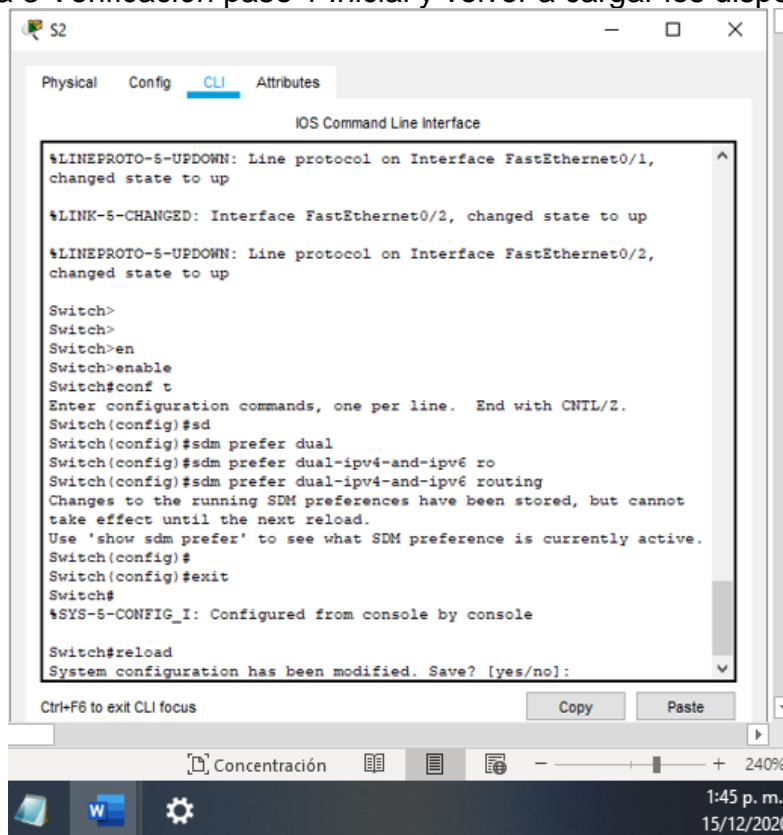 S2
Physical Config CLI Attributes
IOS Command Line Interface
%LINEPROTO-5-UPDOWN: Line protocol on Interface FastEthernet0/1,
changed state to up
%LINK-5-CHANGED: Interface FastEthernet0/2, changed state to up
%LINEPROTO-5-UPDOWN: Line protocol on Interface FastEthernet0/2,
changed state to up
Switch>
Switch>
Switch>en
Switch>enable
Switch#conf t
Enter configuration commands, one per line. End with CNTL/Z.
Switch(config)#sd
Switch(config)#sdm prefer dual
Switch(config)#sdm prefer dual-ipv4-and-ipv6 ro
Switch(config)#sdm prefer dual-ipv4-and-ipv6 routing
Changes to the running SDM preferences have been stored, but cannot
take effect until the next reload.
Use 'show sdm prefer' to see what SDM preference is currently active.
Switch(config)#
Switch(config)#exit
Switch#
%SYS-5-CONFIG_I: Configured from console by console
Switch#reload
System configuration has been modified. Save? [yes/no]:
Ctrl+F6 to exit CLI focus Copy Paste
Concentración - + 240%
W 1:45 p. m.
15/12/2020